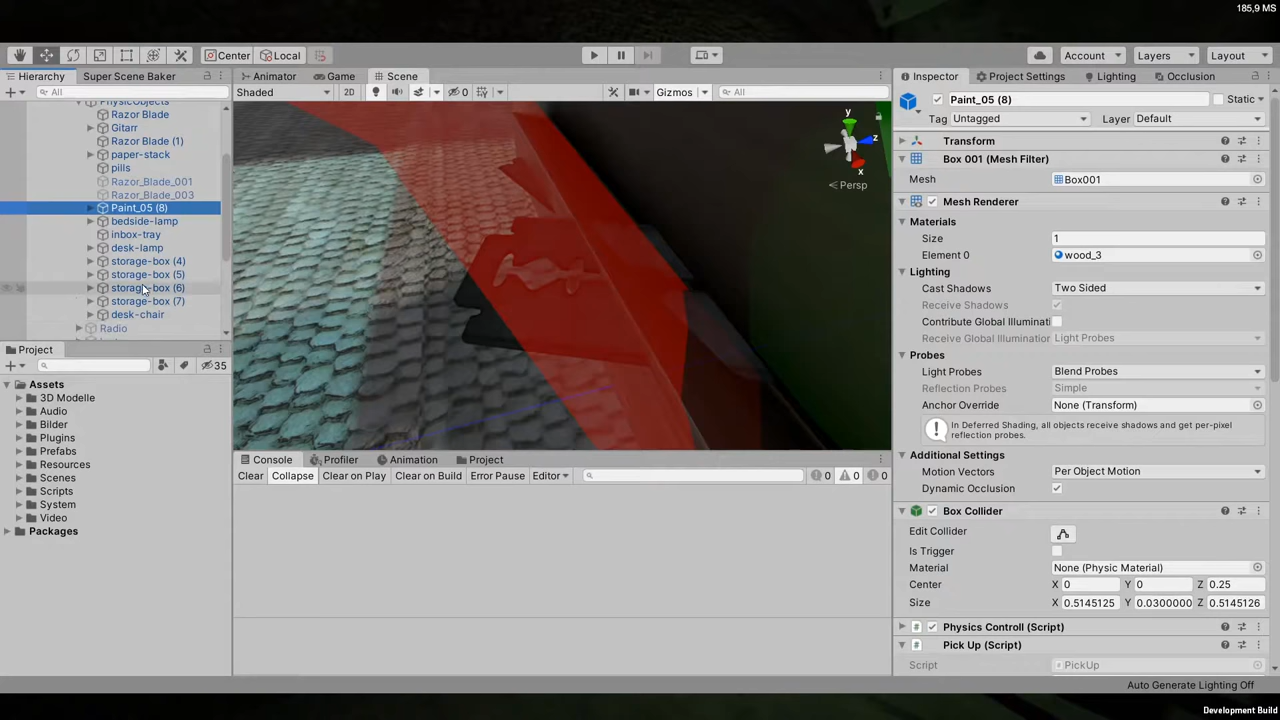 185,9 MS
Center Local Account Layers Layout
Hierarchy Super Scene Baker Animator Game Scene Inspector Project Settings Lighting Occlusion
All Shaded 2D 0 Gizmos All Paint_05 (8) Static
Tag Untagged Layer Default
PhysicObjects
Razor Blade
Gitarr
Razor Blade (1)
paper-stack
pills
Razor_Blade_001
Razor_Blade_003
Paint_05 (8)
bedside-lamp
inbox-tray
desk-lamp
storage-box (4)
storage-box (5)
storage-box (6)
storage-box (7)
desk-chair
Radio
y
z
x
Persp
Transform
Box 001 (Mesh Filter)
Mesh Box001
Mesh Renderer
Materials
Size 1
Element 0 wood_3
Lighting
Cast Shadows Two Sided
Receive Shadows
Contribute Global Illuminati
Receive Global Illumination Light Probes
Probes
Light Probes Blend Probes
Reflection Probes Simple
Anchor Override None (Transform)
In Deferred Shading, all objects receive shadows and get per-pixel
reflection probes.
Additional Settings
Motion Vectors Per Object Motion
Dynamic Occlusion
Box Collider
Edit Collider
Is Trigger
Material None (Physic Material)
Center X 0 Y 0 Z 0.25
Size X 0.5145125 Y 0.0300000 Z 0.5145126
Physics Controll (Script)
Pick Up (Script)
Script PickUp
Project
35
Assets
3D Modelle
Audio
Bilder
Plugins
Prefabs
Resources
Scenes
Scripts
System
Video
Packages
Console Profiler Animation Project
Clear Collapse Clear on Play Clear on Build Error Pause Editor 0 0 0
Auto Generate Lighting Off
Development Build